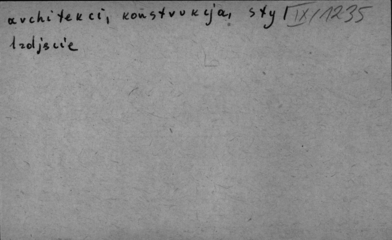 architekci, konstrukcja, styl IX/1235
1zdjęcie